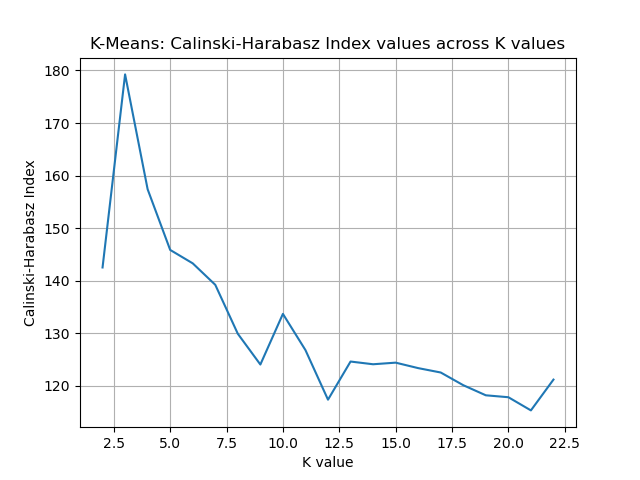 K-Means: Calinski-Harabasz Index values across K values
180
170
160
150
140
130
120
Calinski-Harabasz Index
2.5 5.0 7.5 10.0 12.5 15.0 17.5 20.0 22.5
K value